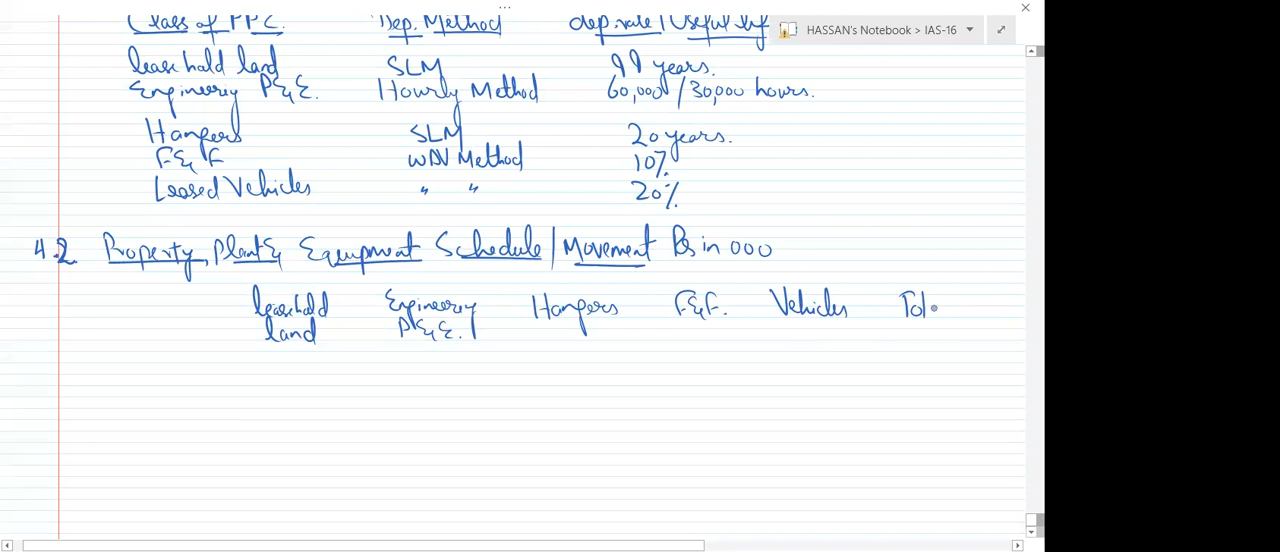 Class of PPE. Dep. Method dep. rate / Useful life
HASSAN's Notebook > IAS-16
leasehold land SLM 99 years.
Engineery P&E. Hourly Method 60,000 / 30,000 hours.
Hangers SLM 20 years.
F&F WDV Method 10%
Leased Vehicles " " 20%
4.2 Property, Plant & Equipment Schedule / Movement Rs in 000
leasehold Engineery Hangers F&F. Vehicles Tot
land P&E.